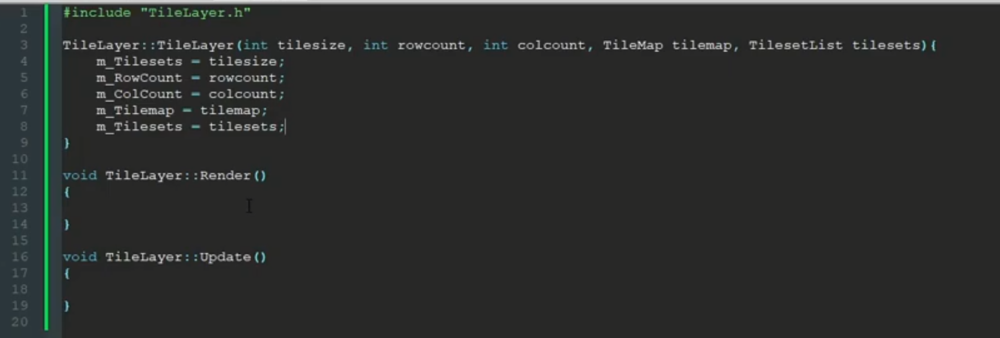 1 #include "TileLayer.h"
2
3 TileLayer::TileLayer(int tilesize, int rowcount, int colcount, TileMap tilemap, TilesetList tilesets){
4     m_Tilesets = tilesize;
5     m_RowCount = rowcount;
6     m_ColCount = colcount;
7     m_Tilemap = tilemap;
8     m_Tilesets = tilesets;
9 }
10
11 void TileLayer::Render()
12 {
13
14 }
15
16 void TileLayer::Update()
17 {
18
19 }
20